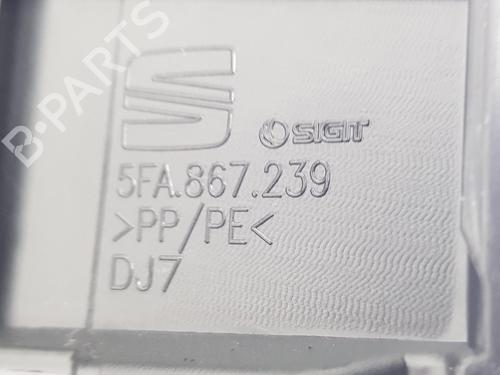 B-PARTS
S
SIGIT
5FA.867.239
>PP/PE<
DJ7